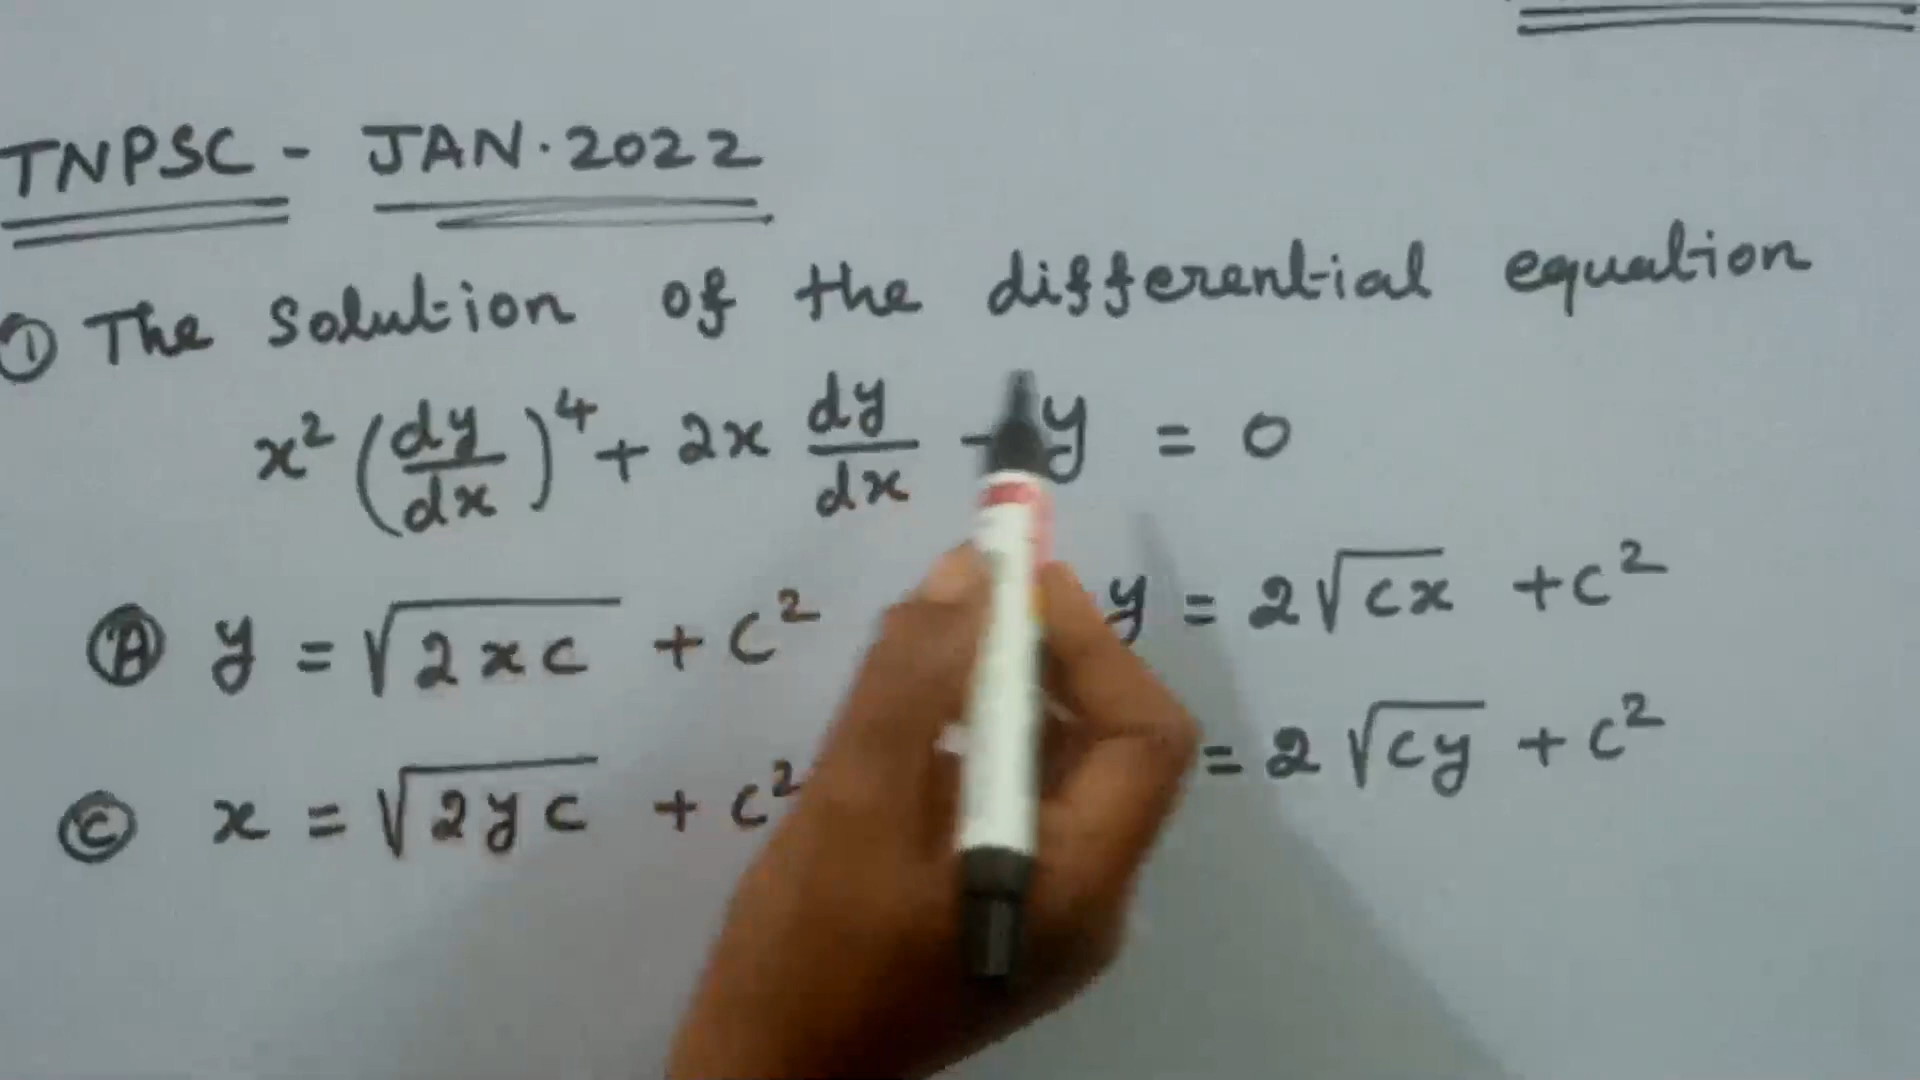 TNPSC - JAN. 2022
① The Solution of the differential equation
x² (dy/dx)⁴ + 2x dy/dx - y = 0
Ⓐ y = √2xc + c² y = 2√cx + c²
Ⓒ x = √2yc + c² = 2√cy + c²